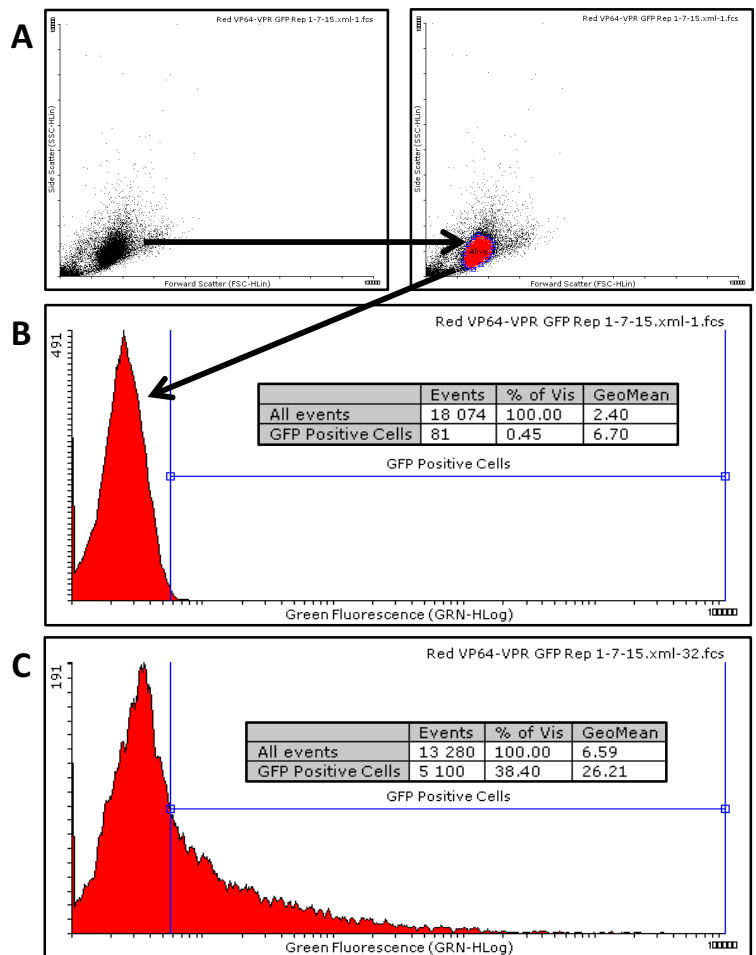 A
Red VP64-VPR GFP Rep 1-7-15.xml-1.fcs
Side Scatter (SSC-HLin)
Forward Scatter (FSC-HLin)
Red VP64-VPR GFP Rep 1-7-15.xml-1.fcs
Side Scatter (SSC-HLin)
Alive
Forward Scatter (FSC-HLin)
B
Red VP64-VPR GFP Rep 1-7-15.xml-1.fcs
491
Events % of Vis GeoMean
All events 18 074 100.00 2.40
GFP Positive Cells 81 0.45 6.70
GFP Positive Cells
Green Fluorescence (GRN-HLog)
C
Red VP64-VPR GFP Rep 1-7-15.xml-32.fcs
191
Events % of Vis GeoMean
All events 13 280 100.00 6.59
GFP Positive Cells 5 100 38.40 26.21
GFP Positive Cells
Green Fluorescence (GRN-HLog)